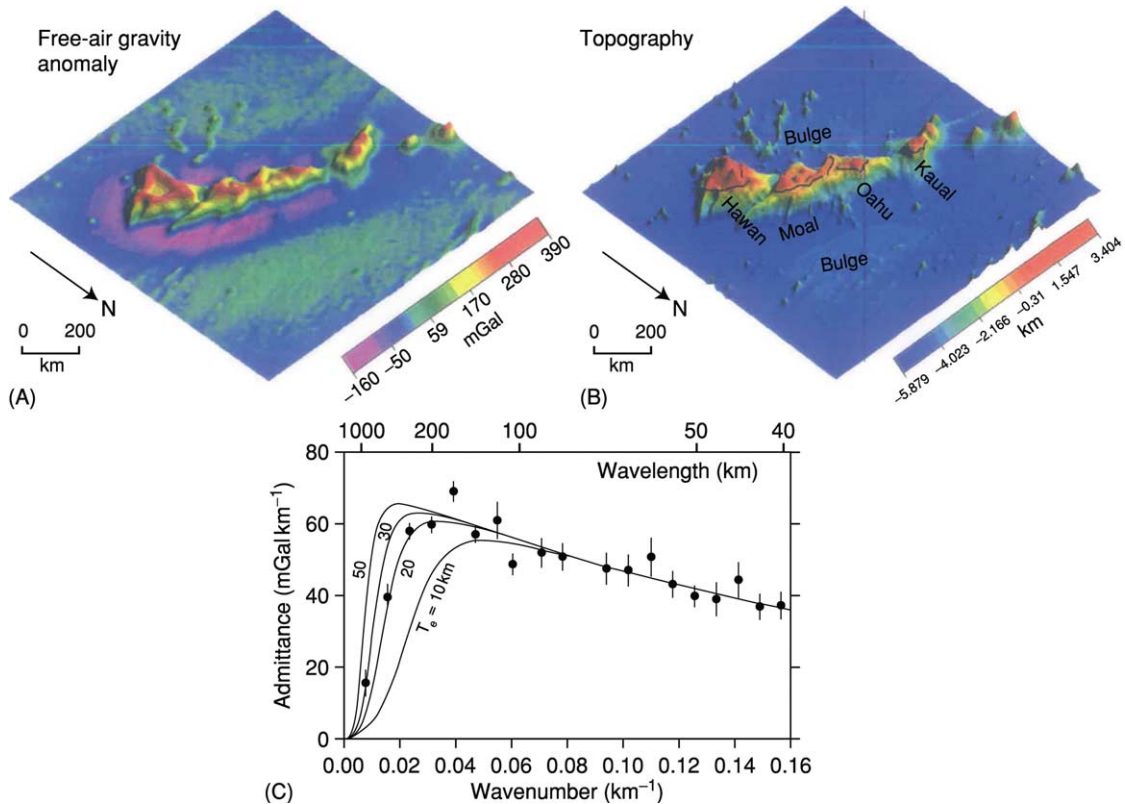 Free-air gravity
anomaly
N
0 200
km
390
280
170
59
−50
−160
mGal
(A)
Topography
Bulge
Kaual
Oahu
Hawan
Moal
Bulge
N
0 200
km
3.404
1.547
−0.31
−2.166
−4.023
−5.879
km
(B)
1000 200 100 50 40
Wavelength (km)
80
60
40
20
0
Admittance (mGal km−1)
50
30
20
Te = 10 km
0.00 0.02 0.04 0.06 0.08 0.10 0.12 0.14 0.16
Wavenumber (km−1)
(C)